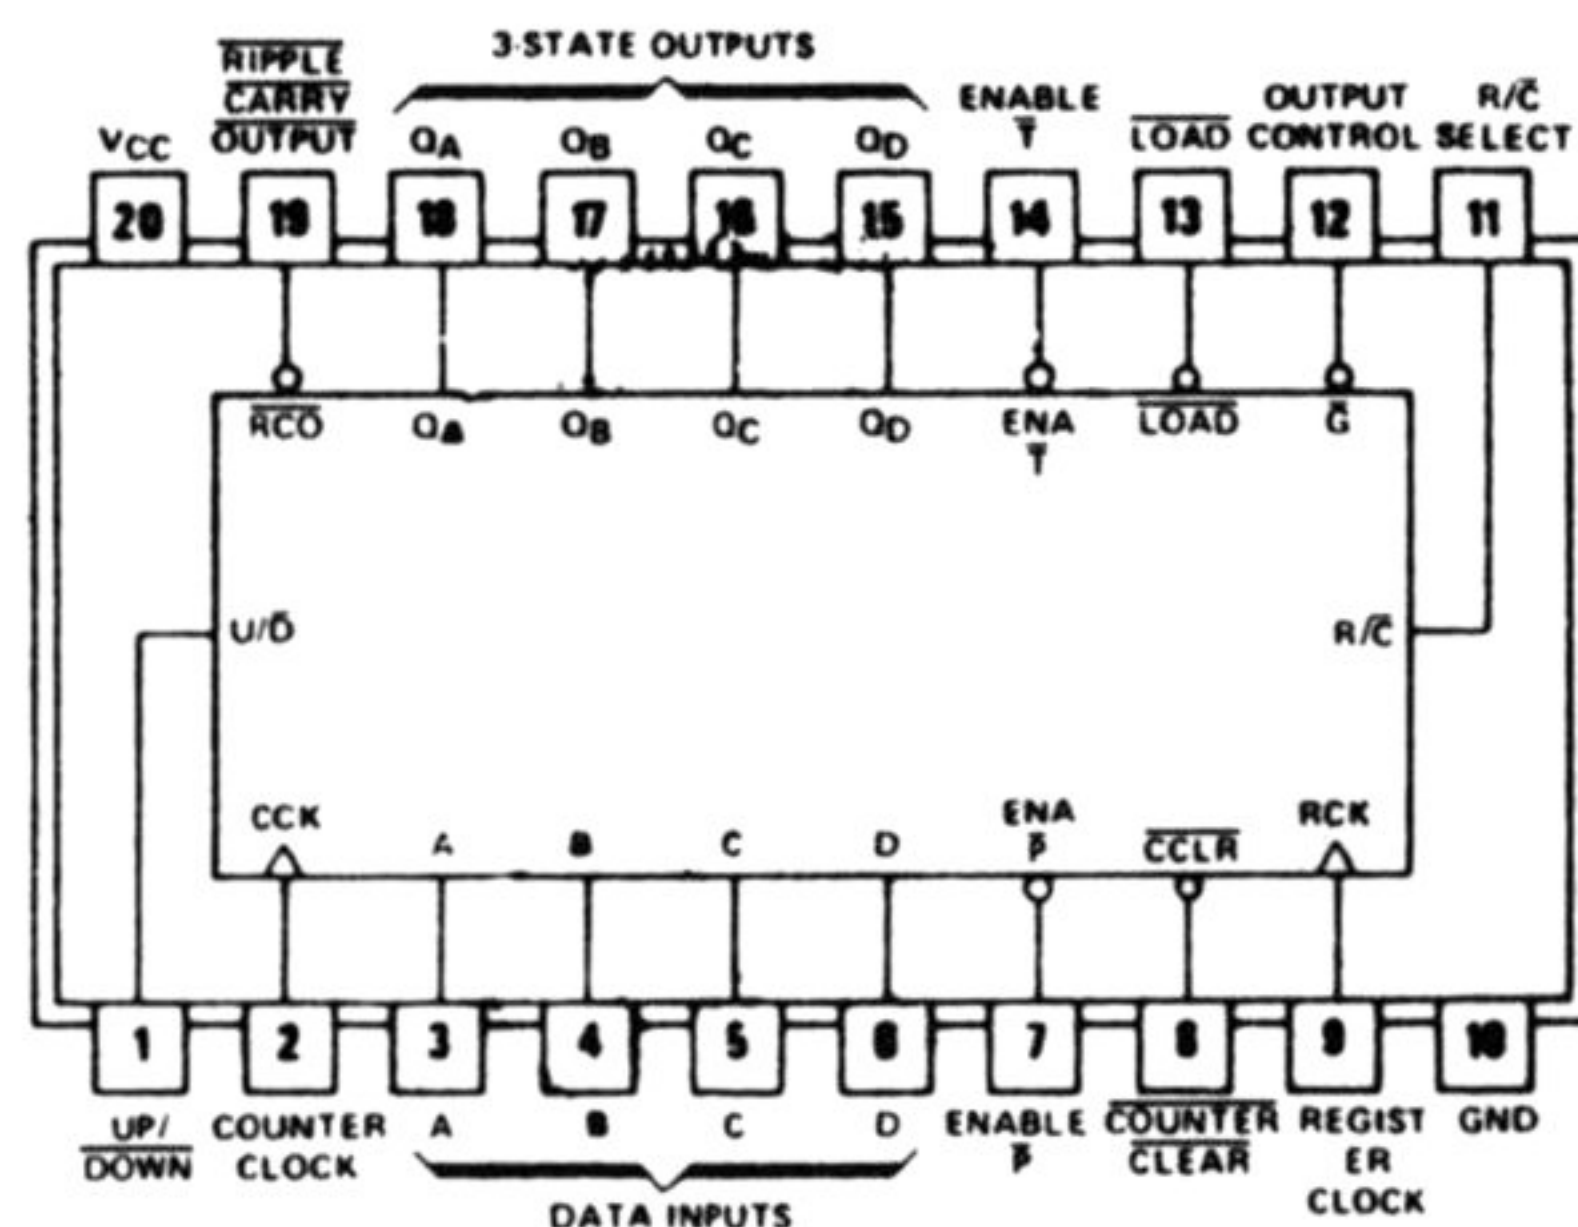 3-STATE OUTPUTS
VCC
RIPPLE
CARRY
OUTPUT
QA
QB
QC
QD
ENABLE
T̅
LOAD
OUTPUT
CONTROL
R/C̅
SELECT
20
19
18
17
16
15
14
13
12
11
RCO
QA
QB
QC
QD
ENA
T̅
LOAD
G̅
U/D̅
R/C̅
CCK
A
B
C
D
ENA
P̅
CCLR
RCK
1
2
3
4
5
6
7
8
9
10
UP/
DOWN
COUNTER
CLOCK
A
B
C
D
DATA INPUTS
ENABLE
P̅
COUNTER
CLEAR
REGIST
ER
CLOCK
GND